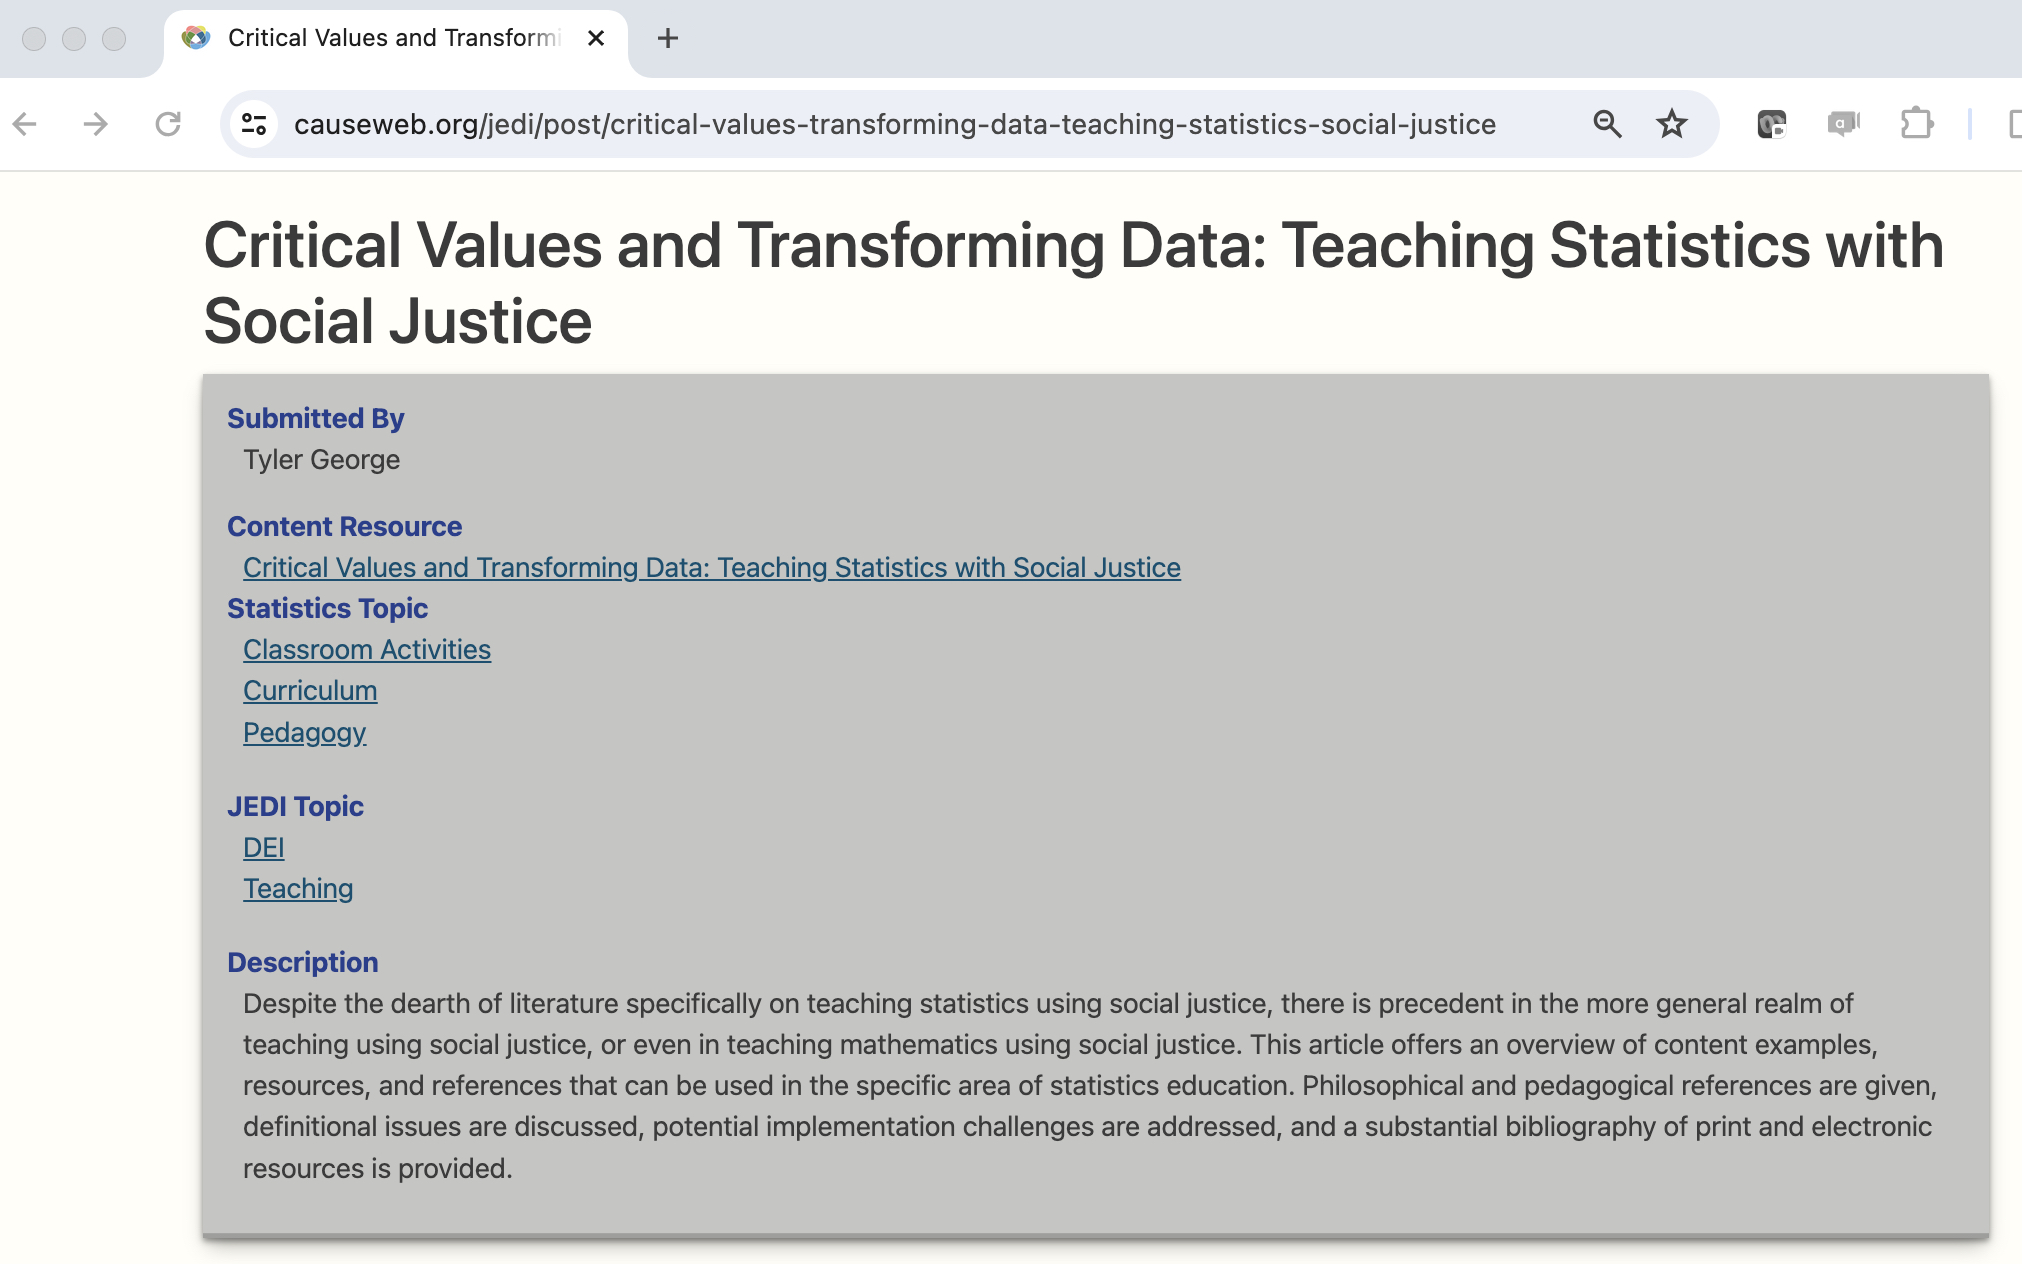 Critical Values and Transformi
causeweb.org/jedi/post/critical-values-transforming-data-teaching-statistics-social-justice
Critical Values and Transforming Data: Teaching Statistics with
Social Justice
Submitted By
Tyler George
Content Resource
Critical Values and Transforming Data: Teaching Statistics with Social Justice
Statistics Topic
Classroom Activities
Curriculum
Pedagogy
JEDI Topic
DEI
Teaching
Description
Despite the dearth of literature specifically on teaching statistics using social justice, there is precedent in the more general realm of
teaching using social justice, or even in teaching mathematics using social justice. This article offers an overview of content examples,
resources, and references that can be used in the specific area of statistics education. Philosophical and pedagogical references are given,
definitional issues are discussed, potential implementation challenges are addressed, and a substantial bibliography of print and electronic
resources is provided.